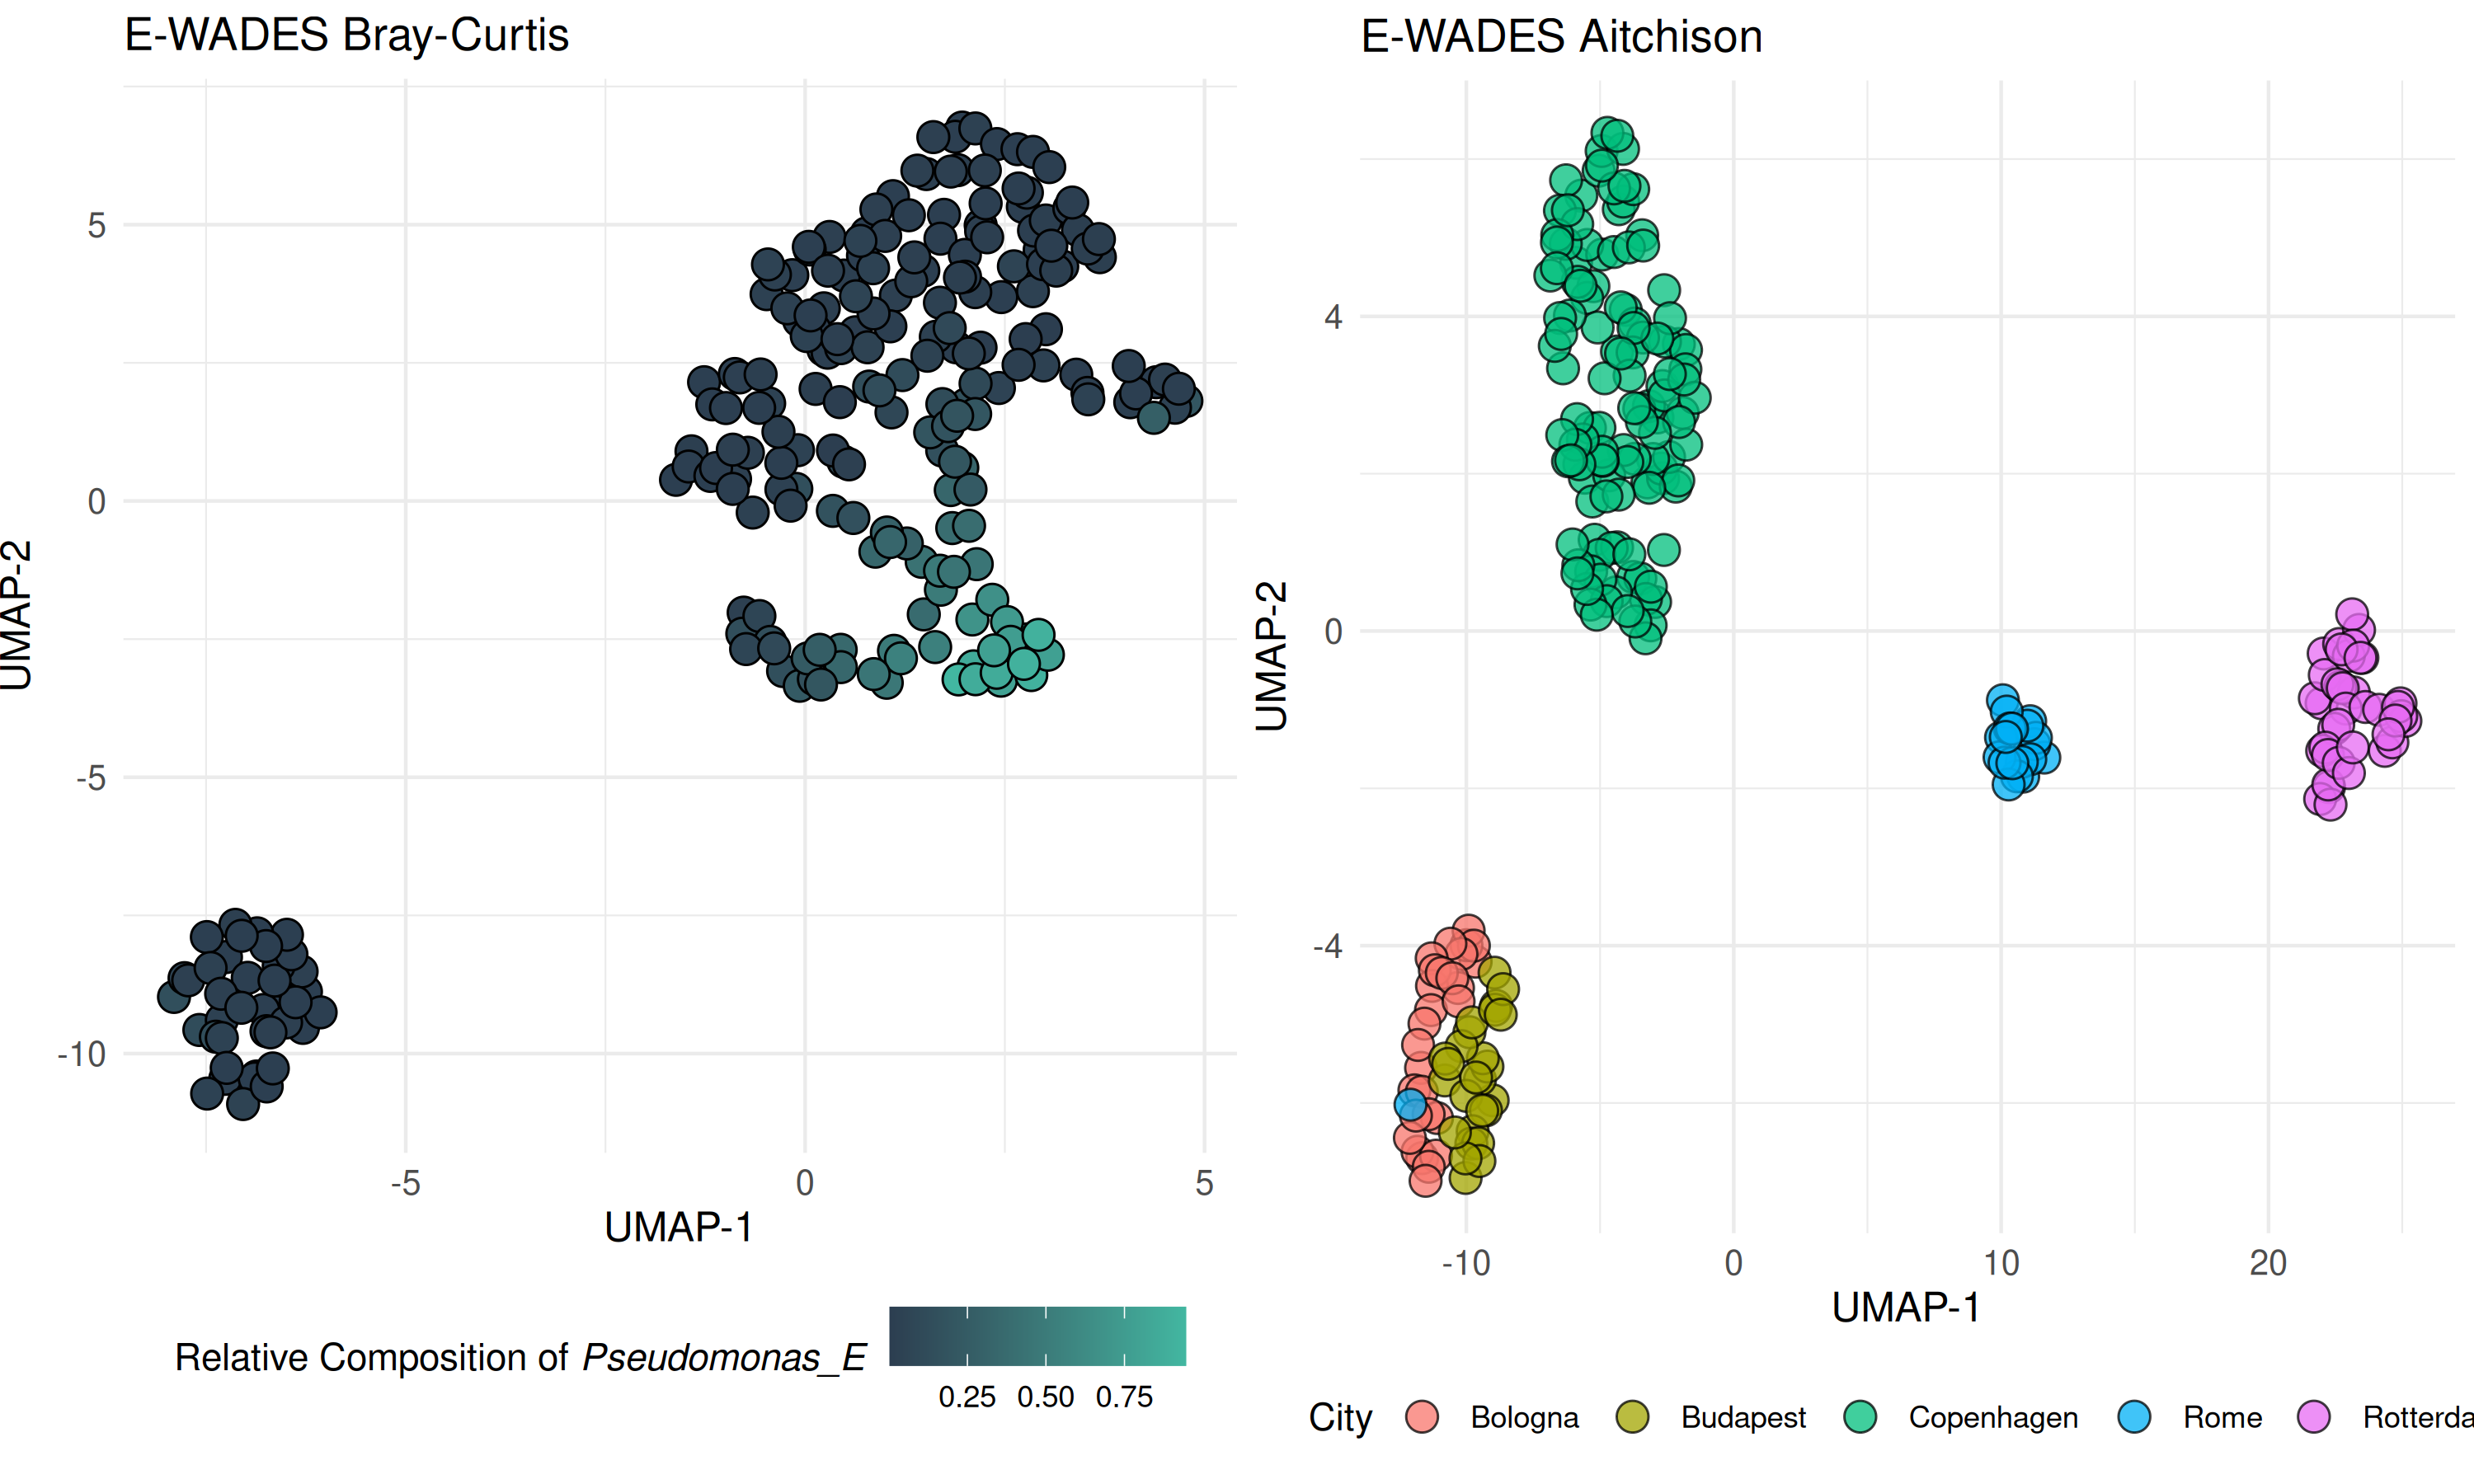 E-WADES Bray-Curtis
UMAP-2
5
0
-5
-10
-5
0
5
UMAP-1
Relative Composition of Pseudomonas_E
0.25 0.50 0.75
E-WADES Aitchison
UMAP-2
4
0
-4
-10
0
10
20
UMAP-1
City Bologna Budapest Copenhagen Rome Rotterda